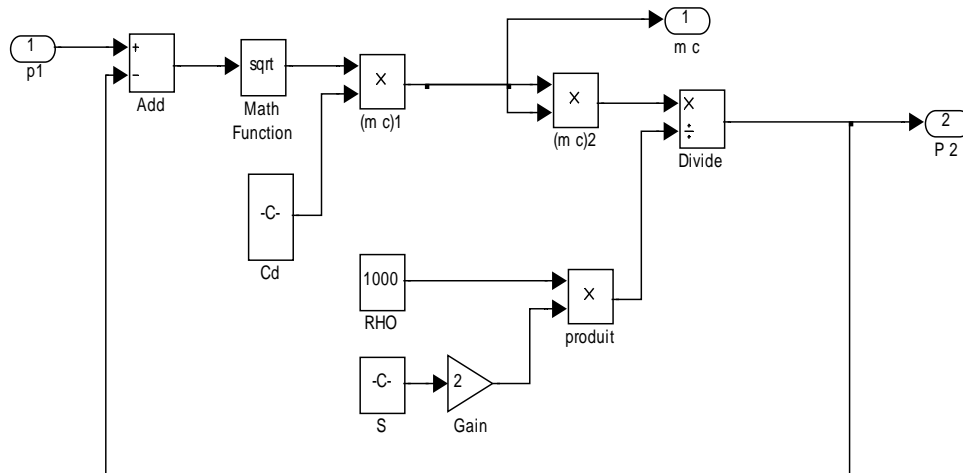 1
m c
1
p1
+
−
Add
sqrt
Math
Function
X
(m c)1
X
(m c)2
X
÷
Divide
2
P 2
-C-
Cd
1000
RHO
X
produit
-C-
S
2
Gain